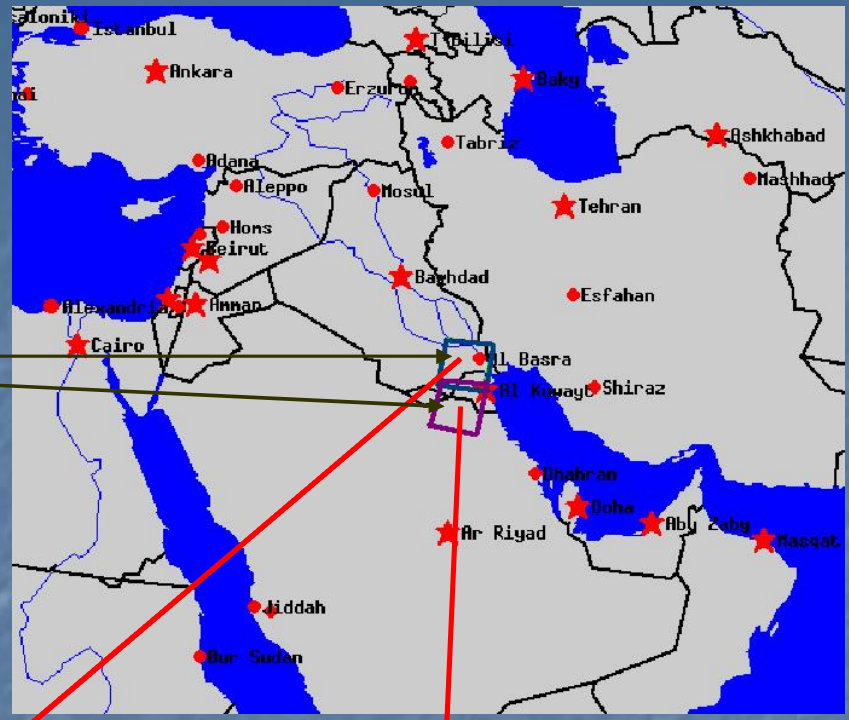 Istanbul
T'bilisi
Ankara
Baky
Erzurum
Ashkhabad
Tabriz
Mashhad
Adana
Aleppo
Mosul
Tehran
Homs
Beirut
Baghdad
Esfahan
Alexandria
Amman
Cairo
Al Basra
Al Kuwayt
Shiraz
Dhahran
Doha
Abu Zaby
Ar Riyad
Masqat
Jiddah
Bur Sudan